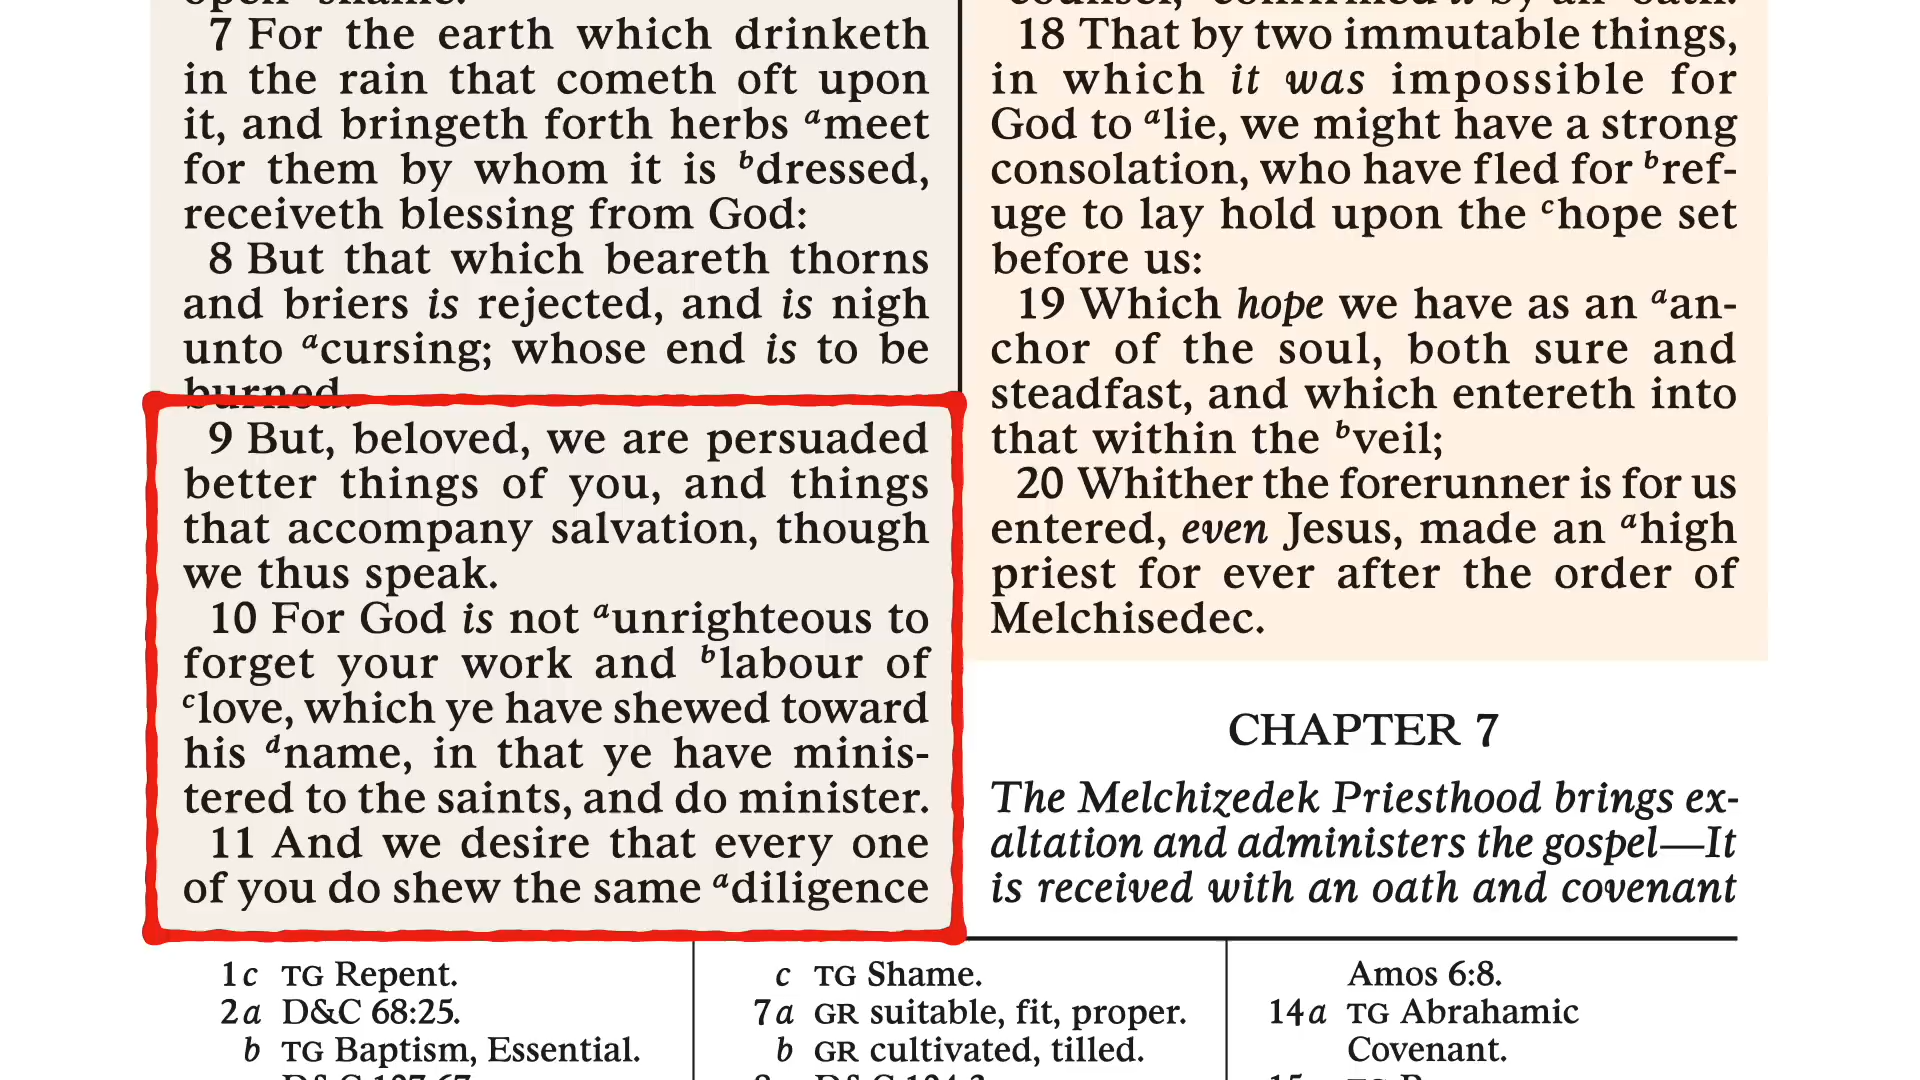 open shame.
7 For the earth which drinketh
in the rain that cometh oft upon
it, and bringeth forth herbs ᵃmeet
for them by whom it is ᵇdressed,
receiveth blessing from God:
8 But that which beareth thorns
and briers is rejected, and is nigh
unto ᵃcursing; whose end is to be
burned.
9 But, beloved, we are persuaded
better things of you, and things
that accompany salvation, though
we thus speak.
10 For God is not ᵃunrighteous to
forget your work and ᵇlabour of
ᶜlove, which ye have shewed toward
his ᵈname, in that ye have minis-
tered to the saints, and do minister.
11 And we desire that every one
of you do shew the same ᵃdiligence
counsel, confirmed it by an oath:
18 That by two immutable things,
in which it was impossible for
God to ᵃlie, we might have a strong
consolation, who have fled for ᵇref-
uge to lay hold upon the ᶜhope set
before us:
19 Which hope we have as an ᵃan-
chor of the soul, both sure and
steadfast, and which entereth into
that within the ᵇveil;
20 Whither the forerunner is for us
entered, even Jesus, made an ᵃhigh
priest for ever after the order of
Melchisedec.
CHAPTER 7
The Melchizedek Priesthood brings ex-
altation and administers the gospel—It
is received with an oath and covenant
1c TG Repent.
2a D&C 68:25.
b TG Baptism, Essential.
c TG Shame.
7a GR suitable, fit, proper.
b GR cultivated, tilled.
Amos 6:8.
14a TG Abrahamic
Covenant.